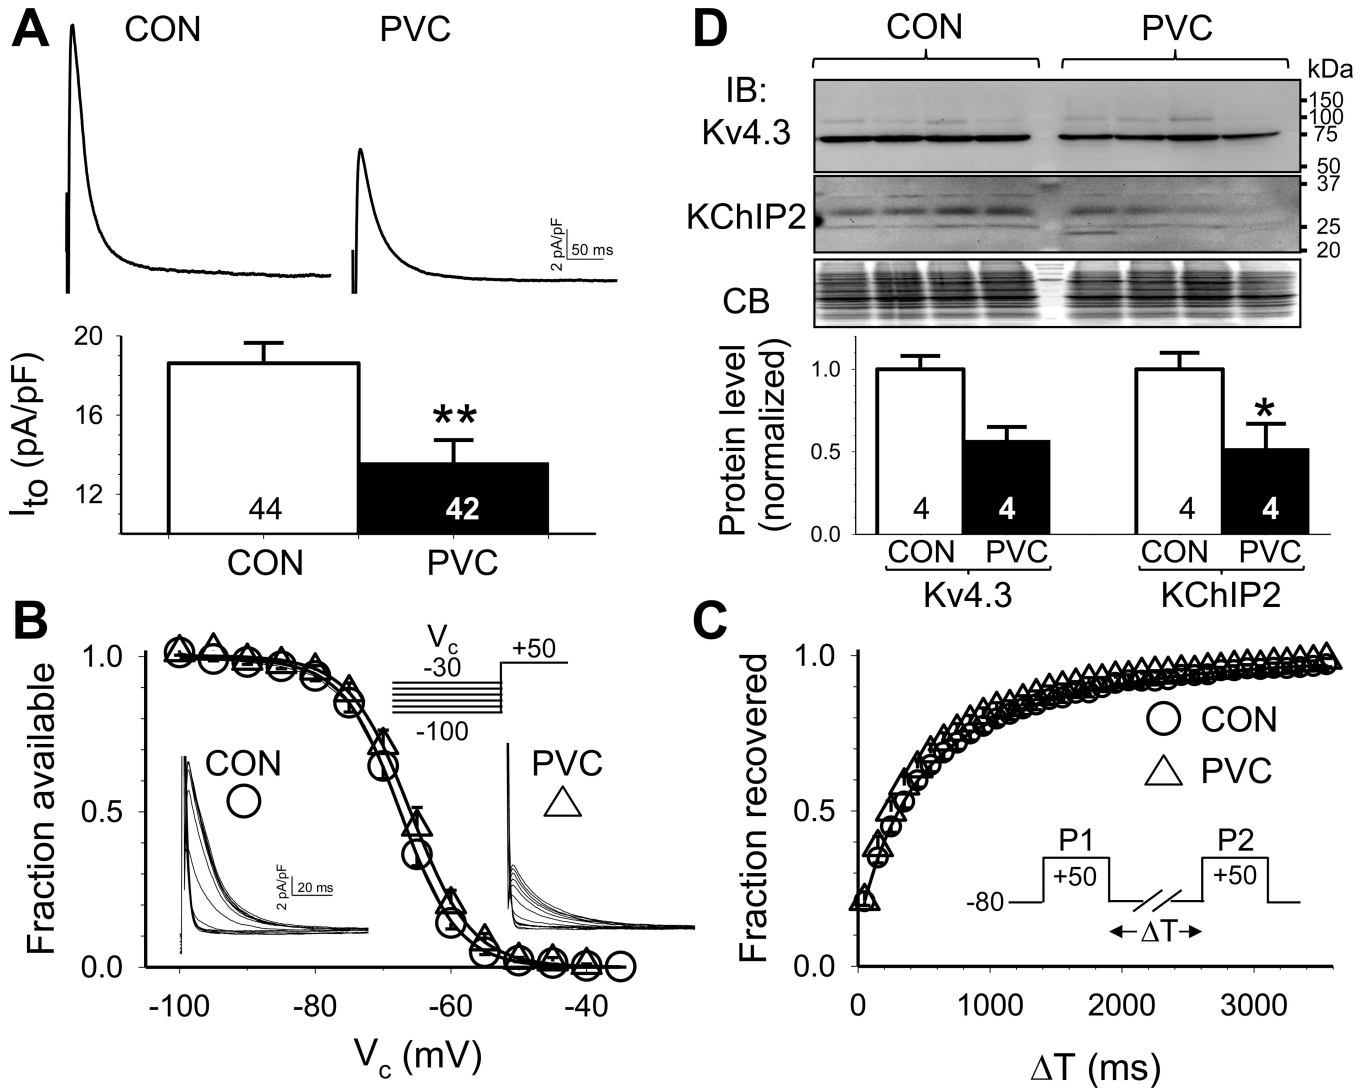 A
CON
PVC
2 pA/pF
50 ms
20
16
12
Ito (pA/pF)
**
44
42
CON
PVC
D
CON
PVC
kDa
IB:
Kv4.3
150
100
75
50
KChIP2
37
25
20
CB
Protein level
(normalized)
1.0
0.5
0.0
*
4
4
4
4
CON
PVC
CON
PVC
Kv4.3
KChIP2
B
Fraction available
1.0
0.5
0.0
Vc
-30
-100
+50
CON
PVC
2 pA/pF
20 ms
-100
-80
-60
-40
Vc (mV)
C
Fraction recovered
1.0
0.5
0.0
CON
PVC
P1
P2
+50
+50
-80
ΔT
0
1000
2000
3000
ΔT (ms)